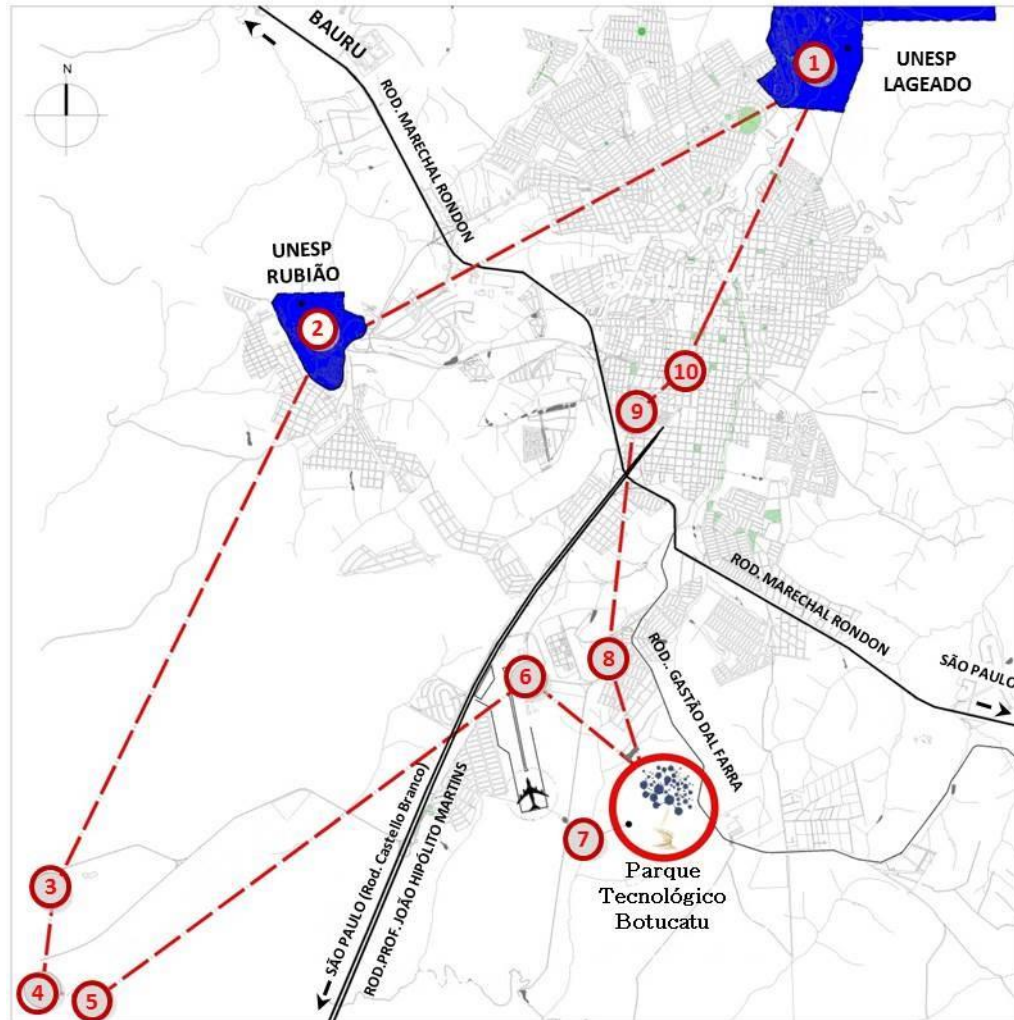 BAURU
1
UNESP
LAGEADO
N
ROD. MARECHAL RONDON
UNESP
RUBIÃO
2
10
9
ROD. MARECHAL RONDON
8
6
ROD.. GASTÃO DAL FARRA
SÃO PAULO
7
Parque
Tecnológico
Botucatu
SÃO PAULO (Rod. Castello Branco)
ROD.PROF. JOÃO HIPÓLITO MARTINS
3
4
5